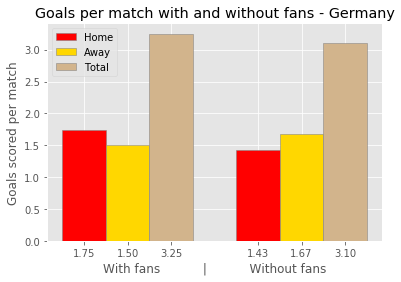 Goals per match with and without fans - Germany
Goals scored per match
3.0
2.5
2.0
1.5
1.0
0.5
0.0
Home
Away
Total
1.75 1.50 3.25 1.43 1.67 3.10
With fans | Without fans